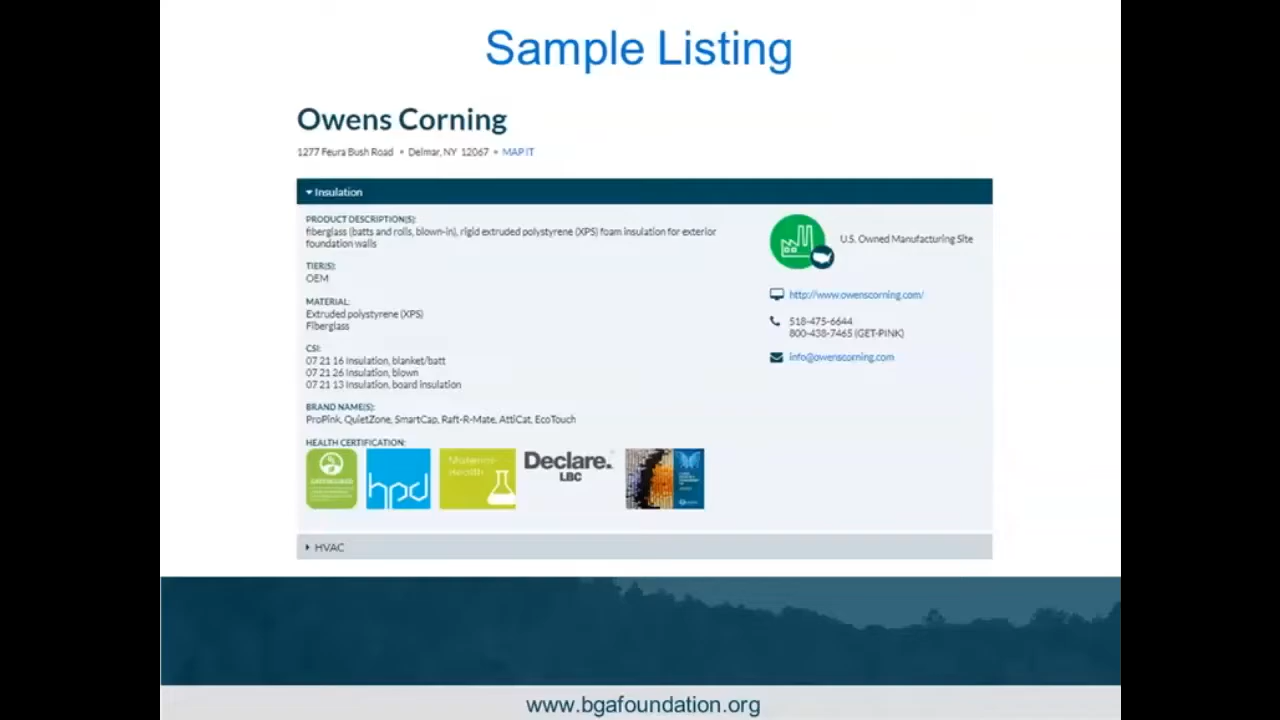 Sample Listing
Owens Corning
1277 Feura Bush Road • Delmar, NY 12067 • MAP IT
Insulation
PRODUCT DESCRIPTION(S):
fiberglass (batts and rolls, blown-in), rigid extruded polystyrene (XPS) foam insulation for exterior
foundation walls
U.S. Owned Manufacturing Site
TIER(S):
OEM
http://www.owenscorning.com/
MATERIAL:
Extruded polystyrene (XPS)
Fiberglass
518-475-6644
800-438-7465 (GET-PINK)
info@owenscorning.com
CSI:
07 21 16 Insulation, blanket/batt
07 21 26 Insulation, blown
07 21 13 Insulation, board insulation
BRAND NAME(S):
ProPink, QuietZone, SmartCap, Raft-R-Mate, AttiCat, EcoTouch
HEALTH CERTIFICATION:
hpd
Material
Health
Declare.
LBC
HVAC
www.bgafoundation.org